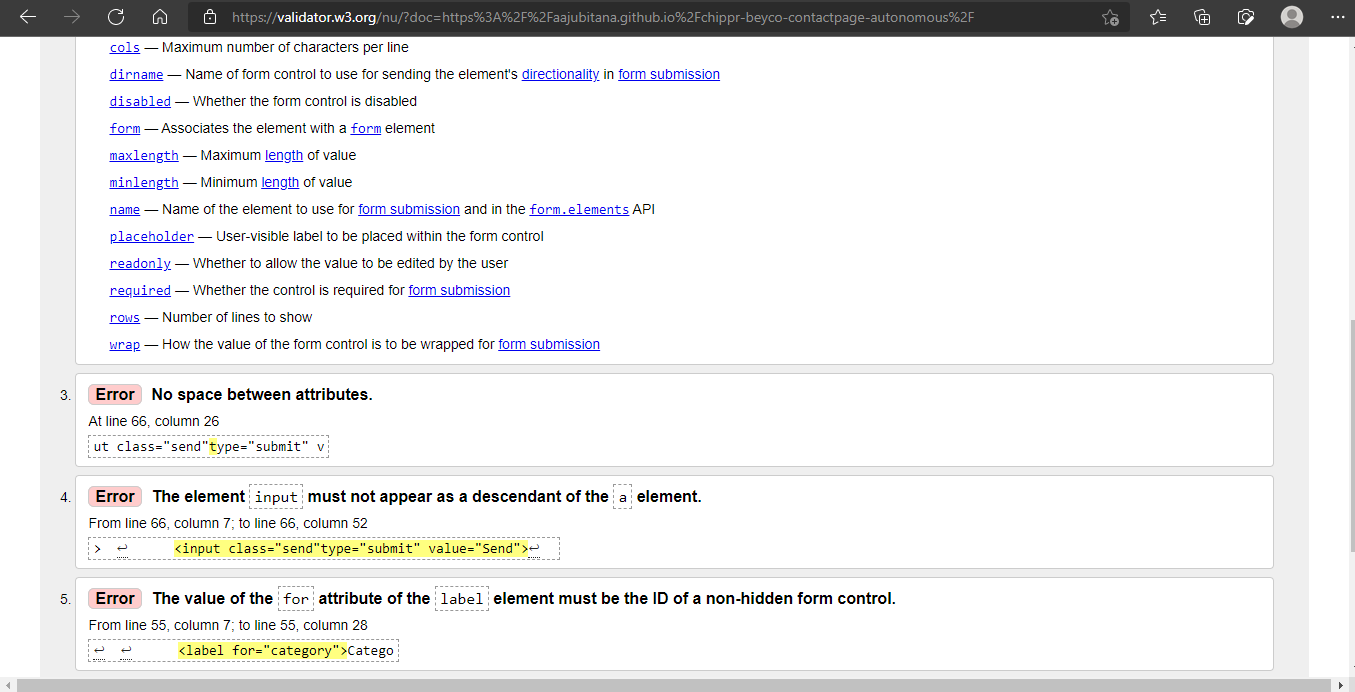 https://validator.w3.org/nu/?doc=https%3A%2F%2Faajubitana.github.io%2Fchippr-beyco-contactpage-autonomous%2F
cols — Maximum number of characters per line
dirname — Name of form control to use for sending the element's directionality in form submission
disabled — Whether the form control is disabled
form — Associates the element with a form element
maxlength — Maximum length of value
minlength — Minimum length of value
name — Name of the element to use for form submission and in the form.elements API
placeholder — User-visible label to be placed within the form control
readonly — Whether to allow the value to be edited by the user
required — Whether the control is required for form submission
rows — Number of lines to show
wrap — How the value of the form control is to be wrapped for form submission
3. Error No space between attributes.
At line 66, column 26
ut class="send"type="submit" v
4. Error The element input must not appear as a descendant of the a element.
From line 66, column 7; to line 66, column 52
> ↩ <input class="send"type="submit" value="Send">↩
5. Error The value of the for attribute of the label element must be the ID of a non-hidden form control.
From line 55, column 7; to line 55, column 28
↩ ↩ <label for="category">Catego